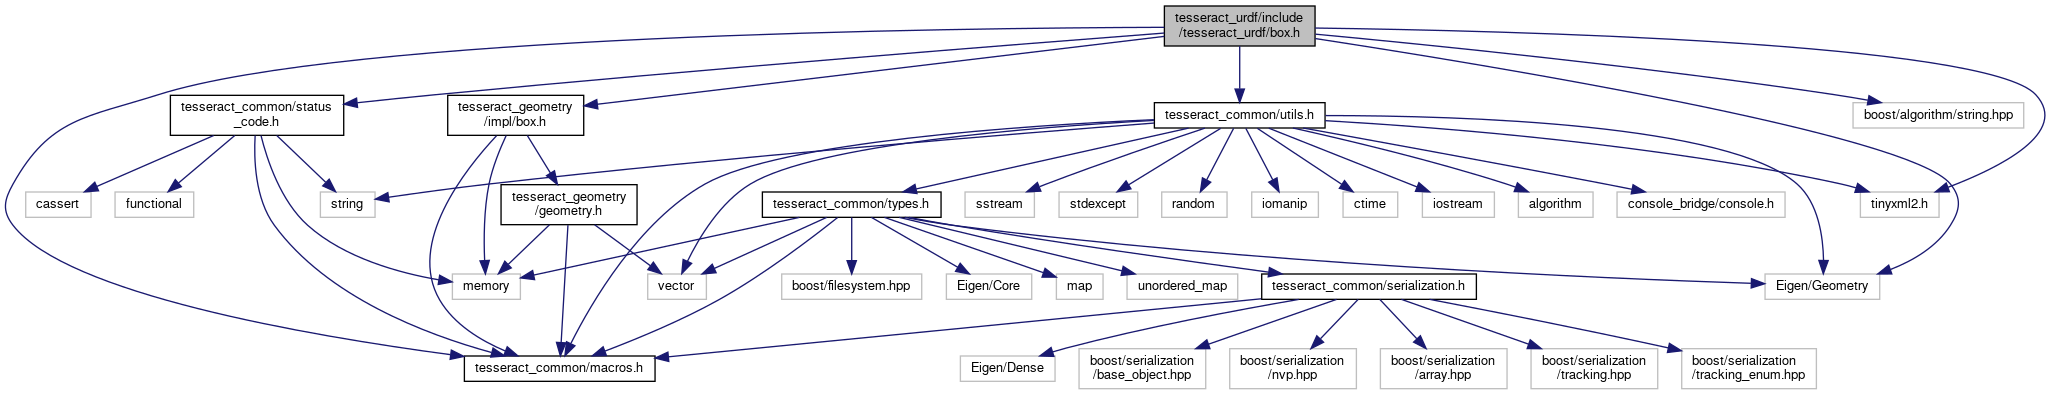 tesseract_urdf/include
/tesseract_urdf/box.h
tesseract_common/status
_code.h
tesseract_geometry
/impl/box.h
tesseract_common/utils.h
boost/algorithm/string.hpp
cassert
functional
string
tesseract_geometry
/geometry.h
tesseract_common/types.h
sstream
stdexcept
random
iomanip
ctime
iostream
algorithm
console_bridge/console.h
tinyxml2.h
memory
vector
boost/filesystem.hpp
Eigen/Core
map
unordered_map
tesseract_common/serialization.h
Eigen/Geometry
tesseract_common/macros.h
Eigen/Dense
boost/serialization
/base_object.hpp
boost/serialization
/nvp.hpp
boost/serialization
/array.hpp
boost/serialization
/tracking.hpp
boost/serialization
/tracking_enum.hpp